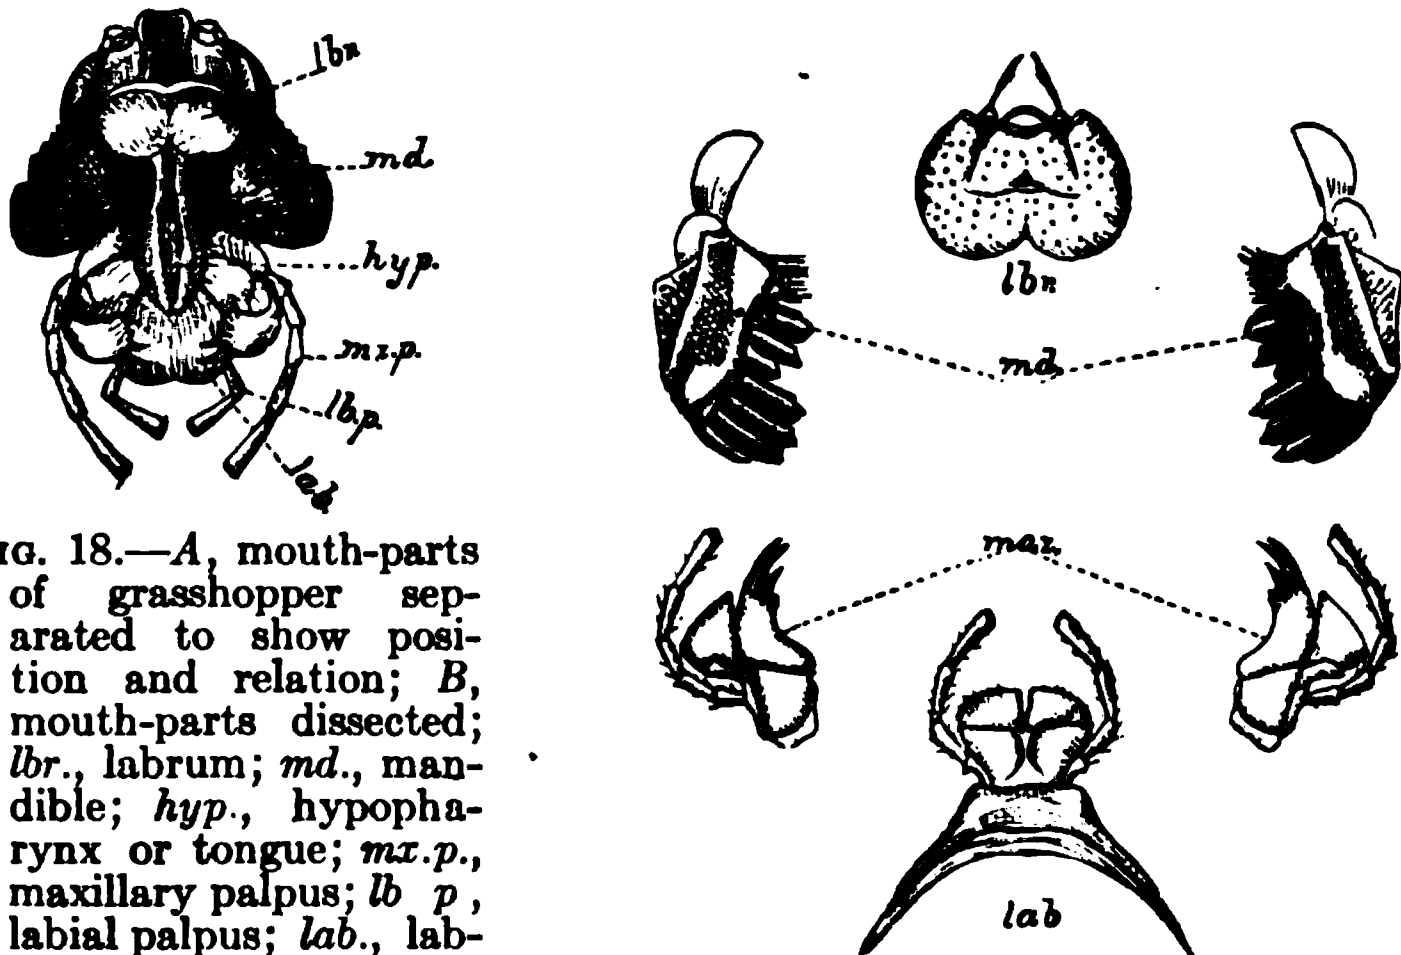 lbr
md.
hyp.
mx.p.
lb.p.
lab
lbr
md.
max.
lab
IG. 18.—A, mouth-parts
of grasshopper sep-
arated to show posi-
tion and relation; B,
mouth-parts dissected;
lbr., labrum; md., man-
dible; hyp., hypopha-
rynx or tongue; mx.p.,
maxillary palpus; lb p ,
labial palpus; lab., lab-